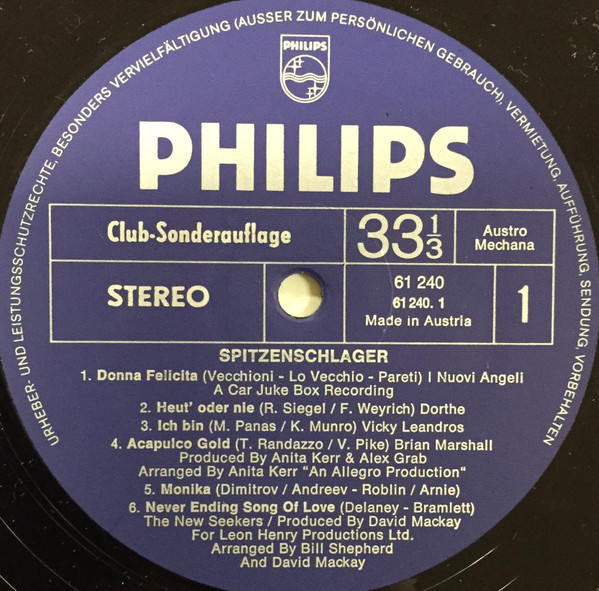 URHEBER- UND LEISTUNGSSCHUTZRECHTE, BESONDERS VERVIELFÄLTIGUNG (AUSSER ZUM PERSÖNLICHEN GEBRAUCH), VERMIETUNG, AUFFÜHRUNG, SENDUNG, VORBEHALTEN
PHILIPS
PHILIPS
Club-Sonderauflage
33 1/3
Austro
Mechana
STEREO
61 240
61 240. 1
Made in Austria
1
SPITZENSCHLAGER
1. Donna Felicita (Vecchioni - Lo Vecchio - Pareti) I Nuovi Angeli
A Car Juke Box Recording
2. Heut' oder nie (R. Siegel / F. Weyrich) Dorthe
3. Ich bin (M. Panas / K. Munro) Vicky Leandros
4. Acapulco Gold (T. Randazzo / V. Pike) Brian Marshall
Produced By Anita Kerr & Alex Grab
Arranged By Anita Kerr "An Allegro Production"
5. Monika (Dimitrov / Andreev - Roblin / Arnie)
6. Never Ending Song Of Love (Delaney - Bramlett)
The New Seekers / Produced By David Mackay
For Leon Henry Productions Ltd.
Arranged By Bill Shepherd
And David Mackay